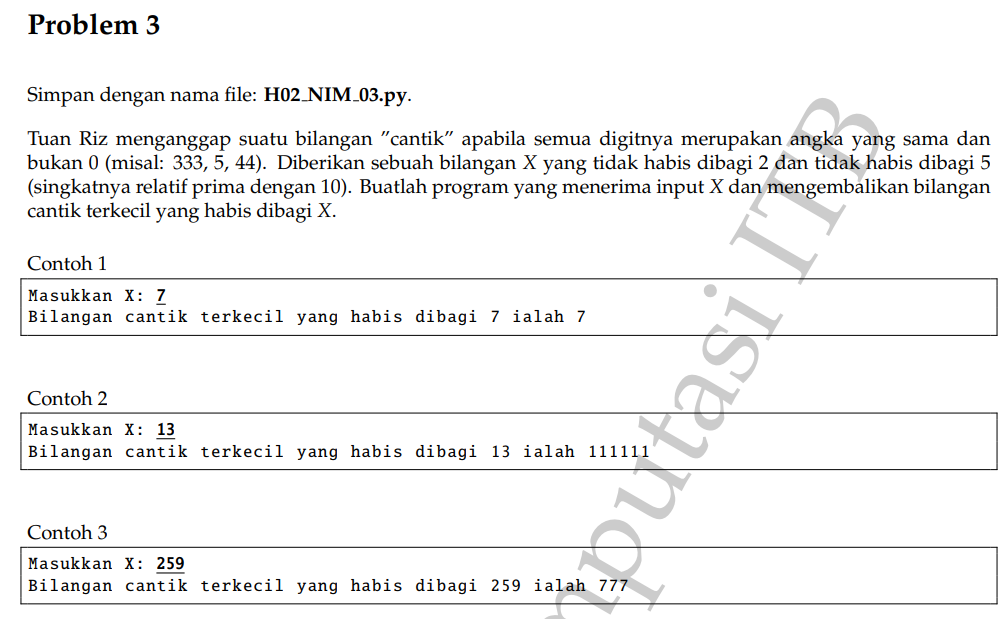 Problem 3
Simpan dengan nama file: H02_NIM_03.py.
Tuan Riz menganggap suatu bilangan ”cantik” apabila semua digitnya merupakan angka yang sama dan
bukan 0 (misal: 333, 5, 44). Diberikan sebuah bilangan X yang tidak habis dibagi 2 dan tidak habis dibagi 5
(singkatnya relatif prima dengan 10). Buatlah program yang menerima input X dan mengembalikan bilangan
cantik terkecil yang habis dibagi X.
Contoh 1
Masukkan X: 7
Bilangan cantik terkecil yang habis dibagi 7 ialah 7
Contoh 2
Masukkan X: 13
Bilangan cantik terkecil yang habis dibagi 13 ialah 111111
Contoh 3
Masukkan X: 259
Bilangan cantik terkecil yang habis dibagi 259 ialah 777
mputasi ITB